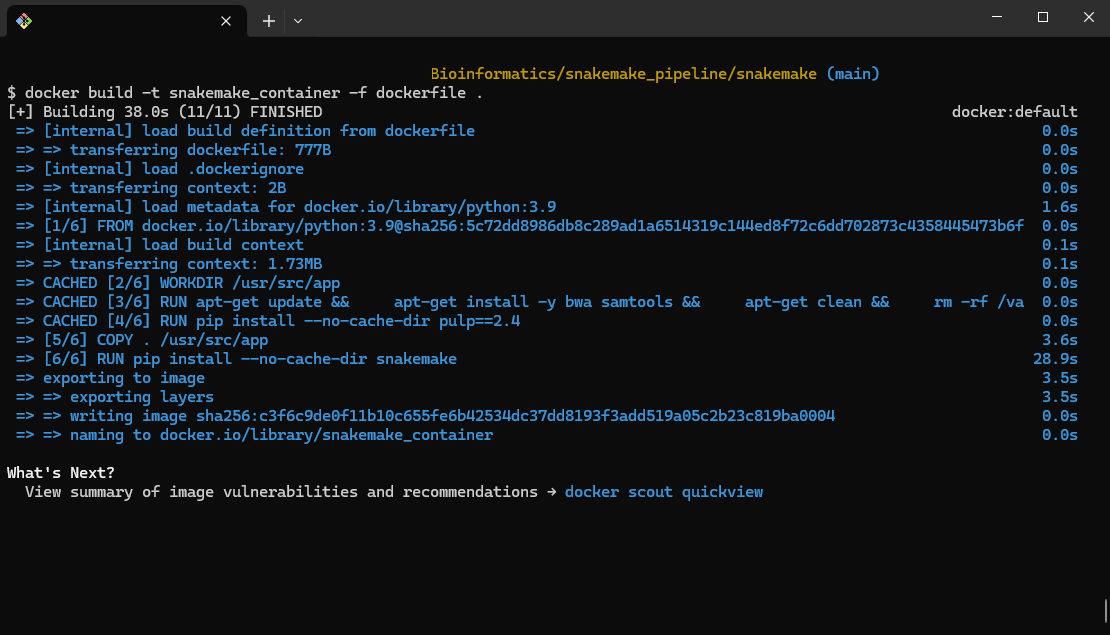 Bioinformatics/snakemake_pipeline/snakemake (main)
$ docker build -t snakemake_container -f dockerfile .
[+] Building 38.0s (11/11) FINISHED docker:default
=> [internal] load build definition from dockerfile 0.0s
=> => transferring dockerfile: 777B 0.0s
=> [internal] load .dockerignore 0.0s
=> => transferring context: 2B 0.0s
=> [internal] load metadata for docker.io/library/python:3.9 1.6s
=> [1/6] FROM docker.io/library/python:3.9@sha256:5c72dd8986db8c289ad1a6514319c144ed8f72c6dd702873c4358445473b6f 0.0s
=> [internal] load build context 0.1s
=> => transferring context: 1.73MB 0.1s
=> CACHED [2/6] WORKDIR /usr/src/app 0.0s
=> CACHED [3/6] RUN apt-get update &&     apt-get install -y bwa samtools &&     apt-get clean &&     rm -rf /va 0.0s
=> CACHED [4/6] RUN pip install --no-cache-dir pulp==2.4 0.0s
=> [5/6] COPY . /usr/src/app 3.6s
=> [6/6] RUN pip install --no-cache-dir snakemake 28.9s
=> exporting to image 3.5s
=> => exporting layers 3.5s
=> => writing image sha256:c3f6c9de0f11b10c655fe6b42534dc37dd8193f3add519a05c2b23c819ba0004 0.0s
=> => naming to docker.io/library/snakemake_container 0.0s
What's Next?
View summary of image vulnerabilities and recommendations → docker scout quickview